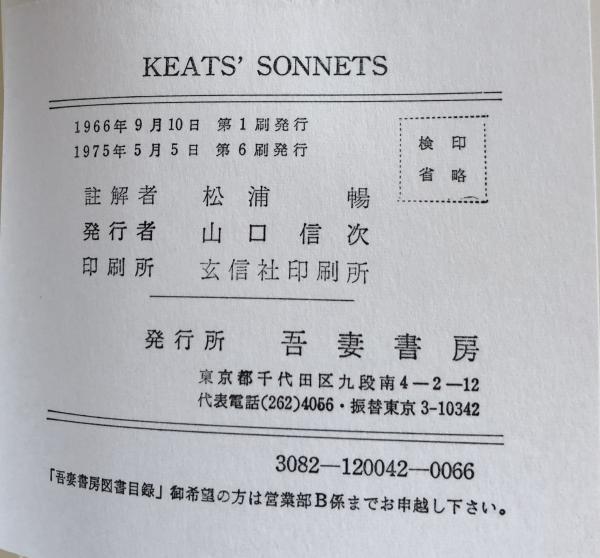 KEATS' SONNETS
1966年9月10日 第1刷発行
1975年5月5日 第6刷発行
検印
省略
註解者 松浦 暢
発行者 山口信次
印刷所 玄信社印刷所
発行所 吾妻書房
東京都千代田区九段南4-2-12
代表電話(262)4056・振替東京3-10342
3082―120042―0066
「吾妻書房図書目録」御希望の方は営業部B係までお申越し下さい。